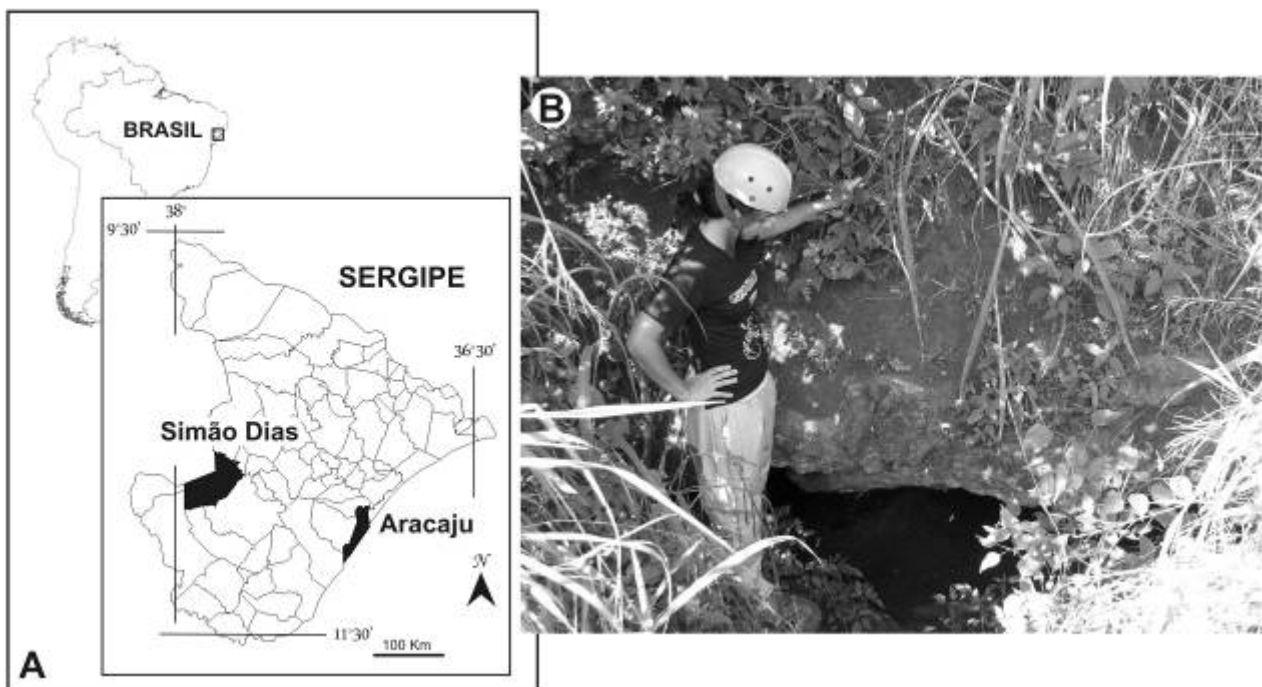 BRASIL
38°
9°30'
SERGIPE
36°30'
Simão Dias
Aracaju
N
11°30'
100 Km
A
B